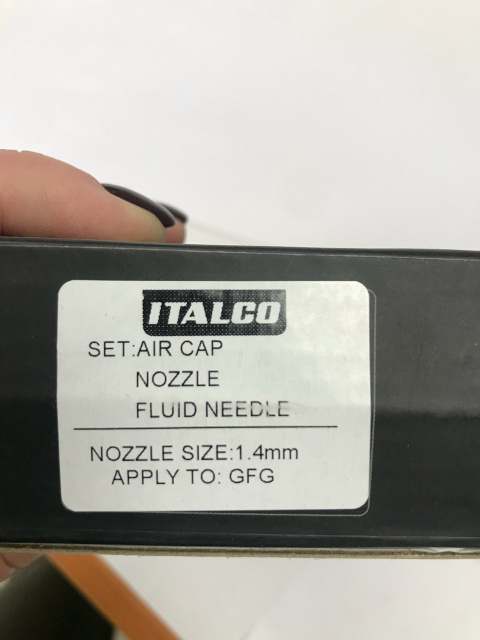 ITALCO
SET:AIR CAP
NOZZLE
FLUID NEEDLE
NOZZLE SIZE:1.4mm
APPLY TO: GFG